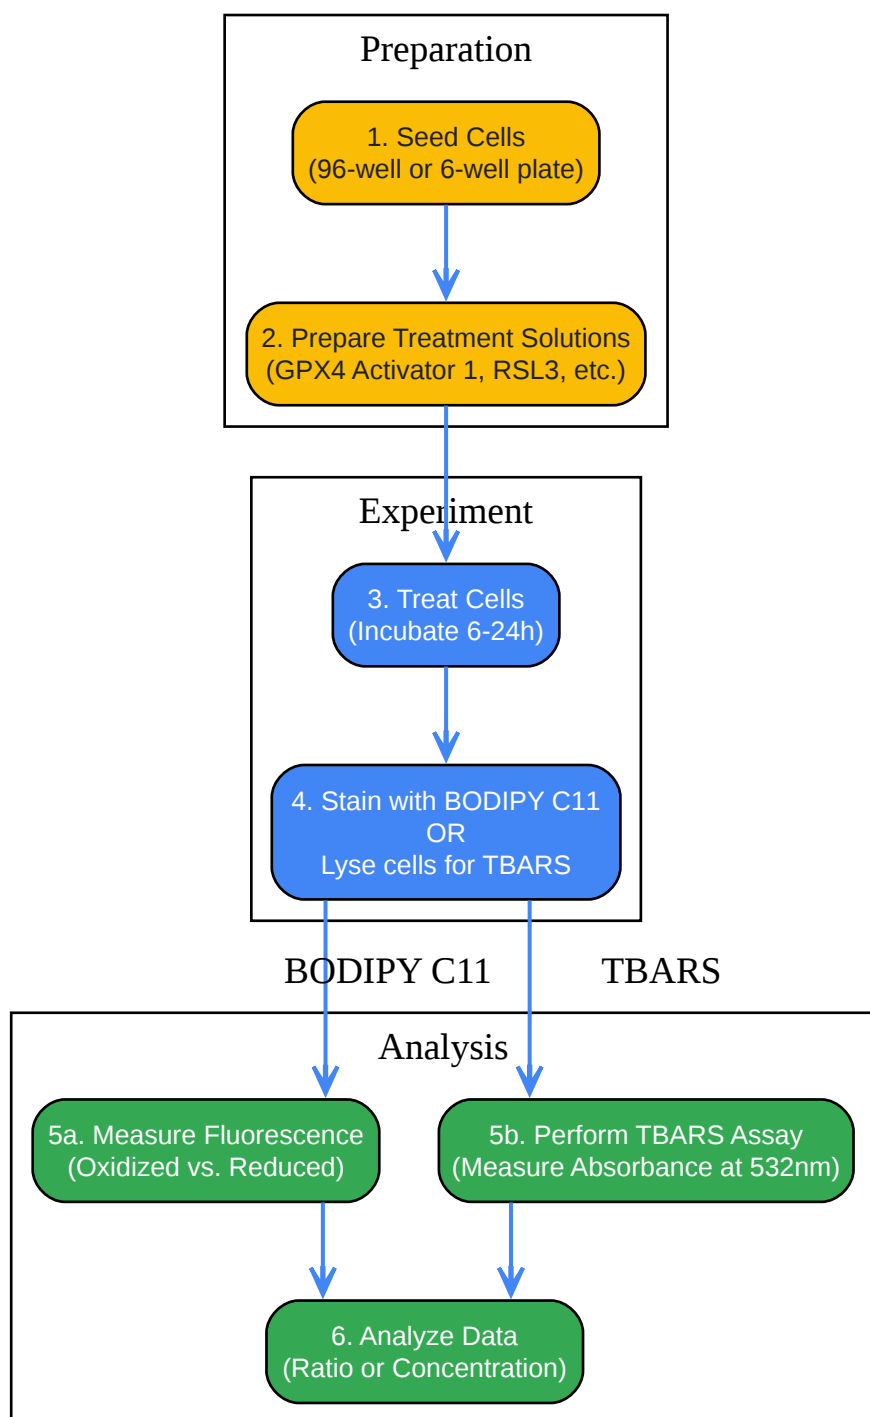 Preparation
1. Seed Cells
(96-well or 6-well plate)
2. Prepare Treatment Solutions
(GPX4 Activator 1, RSL3, etc.)
Experiment
3. Treat Cells
(Incubate 6-24h)
4. Stain with BODIPY C11
OR
Lyse cells for TBARS
BODIPY C11
TBARS
Analysis
5a. Measure Fluorescence
(Oxidized vs. Reduced)
5b. Perform TBARS Assay
(Measure Absorbance at 532nm)
6. Analyze Data
(Ratio or Concentration)